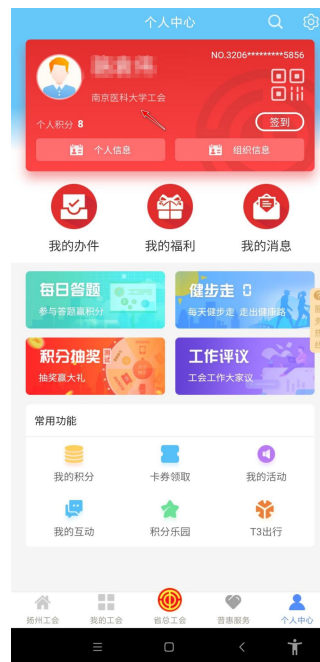 个人中心
NO.3206*********5856
南京医科大学工会
个人积分 8
签到
个人信息
组织信息
我的办件
我的福利
我的消息
每日答题
参与答题赢积分
健步走
每天健步走 走出健康路
积分抽奖
抽奖赢大礼
工作评议
工会工作大家议
常用功能
我的积分
卡券领取
我的活动
我的互动
积分乐园
T3出行
扬州工会
我的工会
省总工会
普惠服务
个人中心